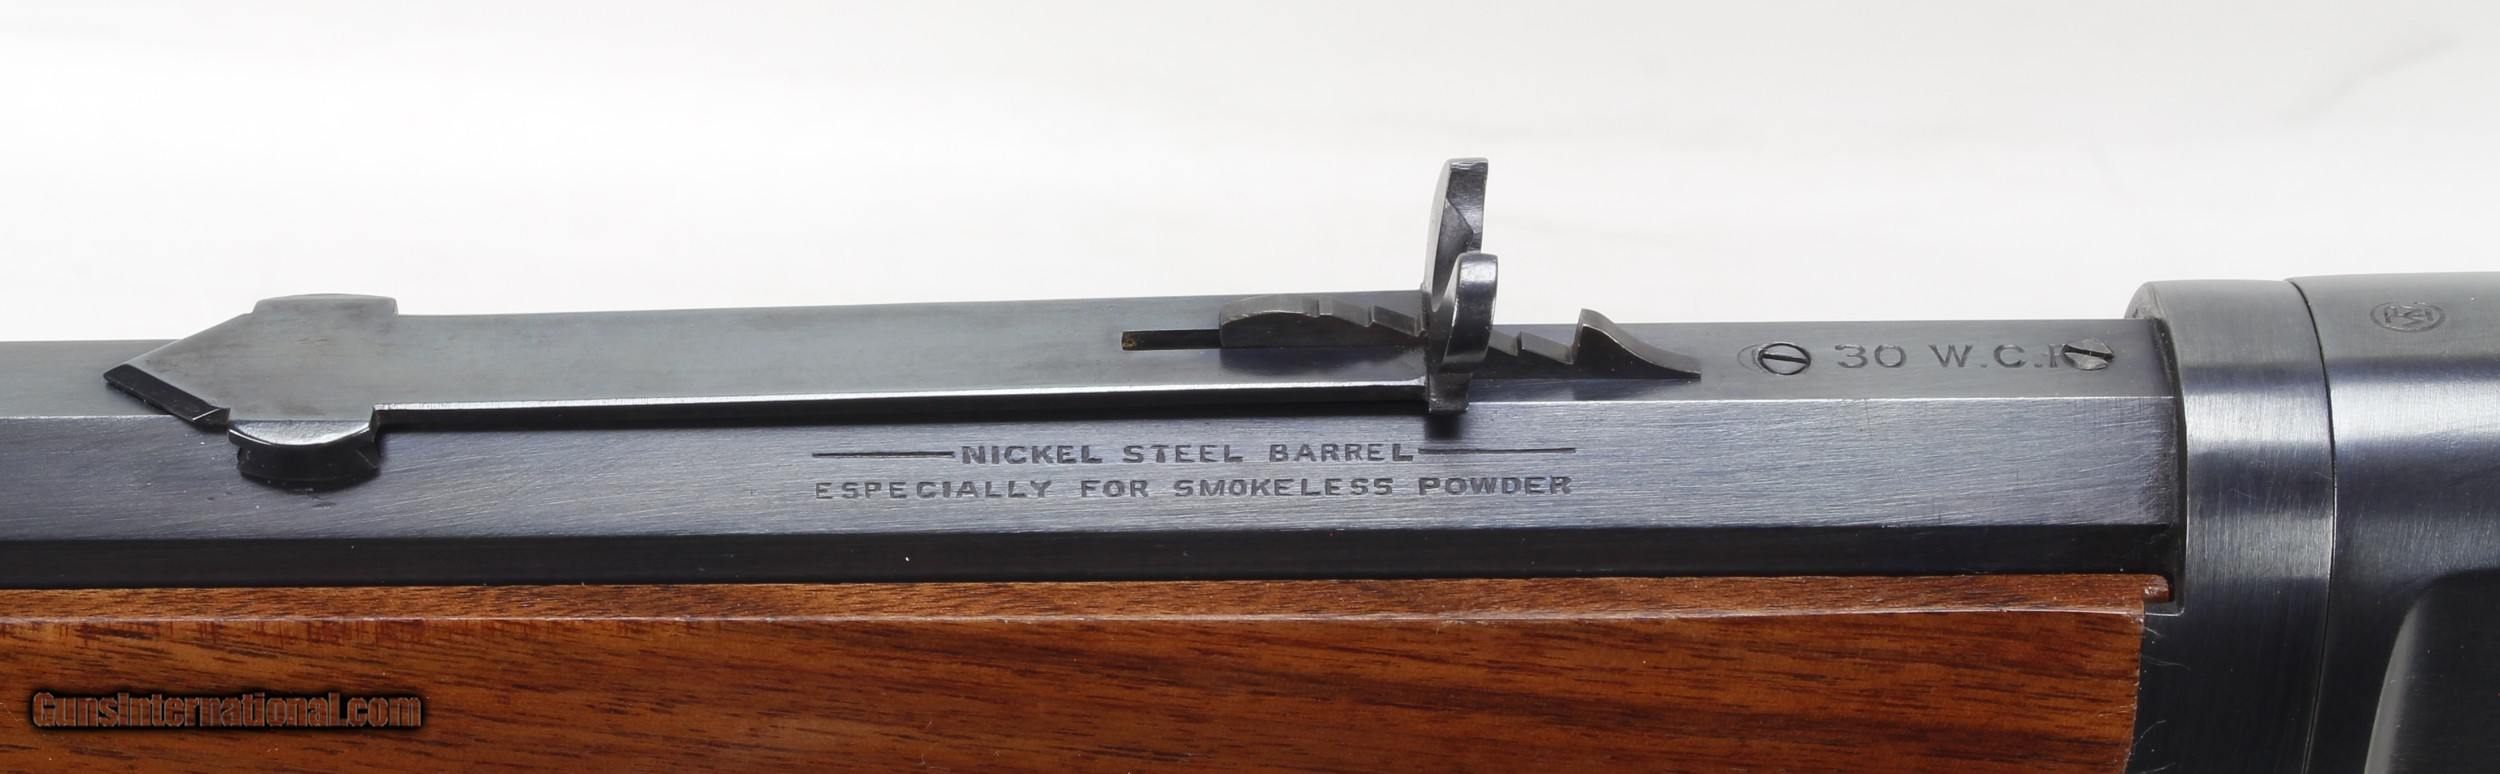 30 W.C.F
NICKEL STEEL BARREL
ESPECIALLY FOR SMOKELESS POWDER
GunsInternational.com